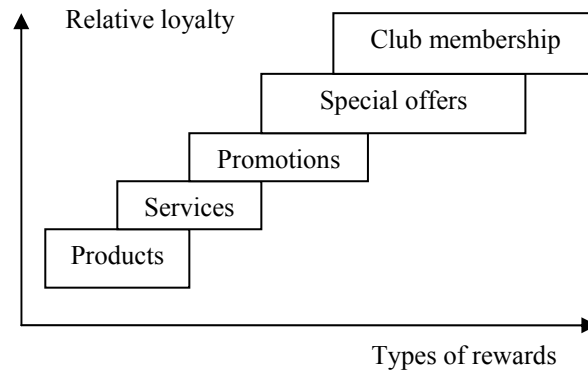 Relative loyalty
Club membership
Special offers
Promotions
Services
Products
Types of rewards